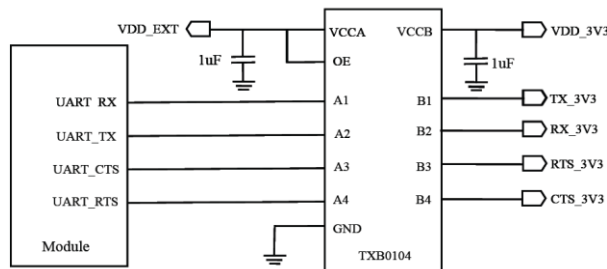 VDD_EXT
1uF
VCCA
VCCB
VDD_3V3
OE
1uF
UART_RX
A1
B1
TX_3V3
UART_TX
A2
B2
RX_3V3
UART_CTS
A3
B3
RTS_3V3
UART_RTS
A4
B4
CTS_3V3
GND
Module
TXB0104